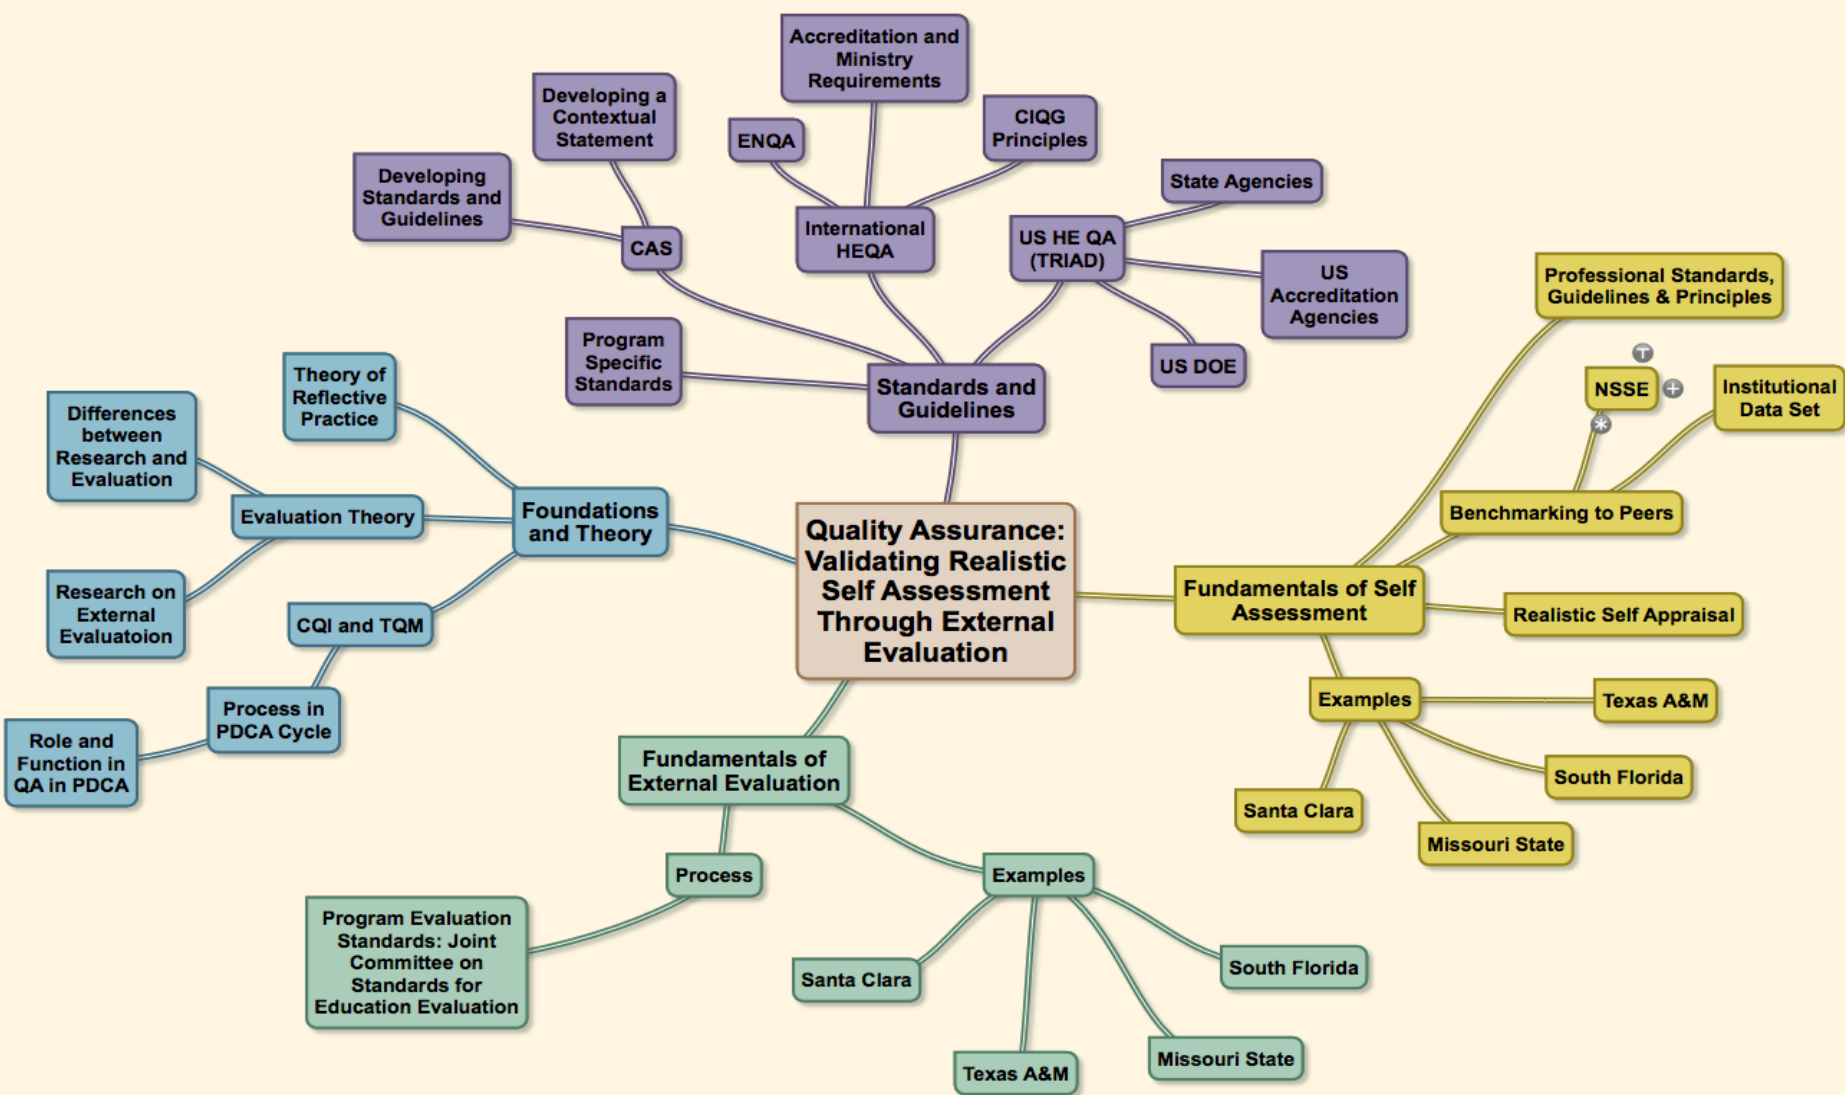 Accreditation and
Ministry
Requirements
Developing a
Contextual
Statement
ENQA
CIQG
Principles
Developing
Standards and
Guidelines
State Agencies
CAS
International
HEQA
US HE QA
(TRIAD)
US
Accreditation
Agencies
Program
Specific
Standards
US DOE
Standards and
Guidelines
Professional Standards,
Guidelines & Principles
T
NSSE
+
*
Institutional
Data Set
Benchmarking to Peers
Theory of
Reflective
Practice
Differences
between
Research and
Evaluation
Evaluation Theory
Foundations
and Theory
Research on
External
Evaluatoion
CQI and TQM
Process in
PDCA Cycle
Role and
Function in
QA in PDCA
Quality Assurance:
Validating Realistic
Self Assessment
Through External
Evaluation
Fundamentals of Self
Assessment
Realistic Self Appraisal
Examples
Texas A&M
South Florida
Santa Clara
Missouri State
Fundamentals of
External Evaluation
Process
Examples
Program Evaluation
Standards: Joint
Committee on
Standards for
Education Evaluation
Santa Clara
South Florida
Texas A&M
Missouri State